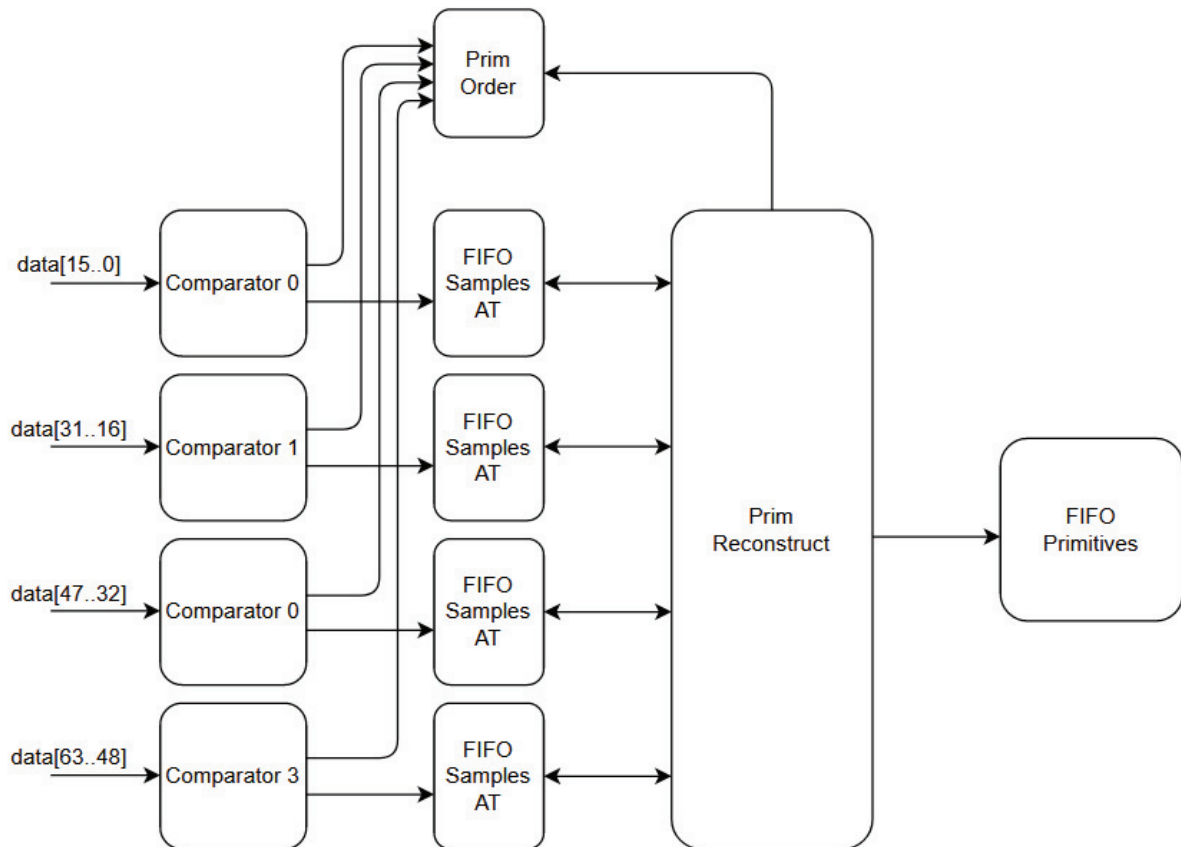 Prim
Order
data[15..0]
Comparator 0
FIFO
Samples
AT
data[31..16]
Comparator 1
FIFO
Samples
AT
data[47..32]
Comparator 0
FIFO
Samples
AT
data[63..48]
Comparator 3
FIFO
Samples
AT
Prim
Reconstruct
FIFO
Primitives